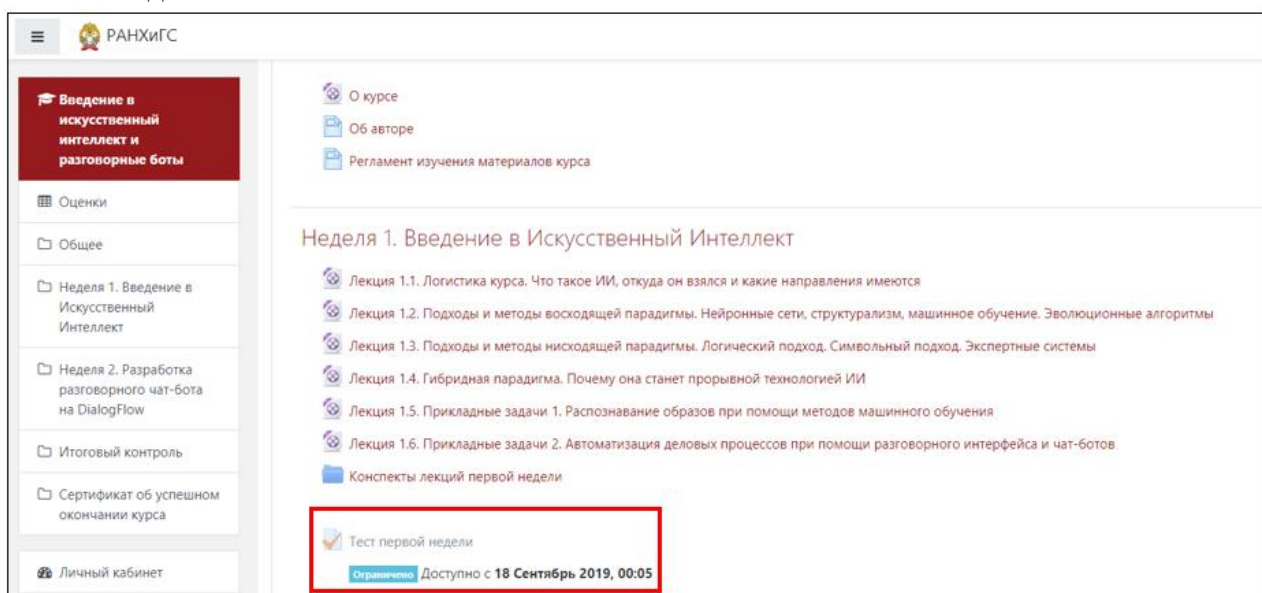 РАНХиГС
Введение в
искусственный
интеллект и
разговорные боты
Оценки
Общее
Неделя 1. Введение в
Искусственный
Интеллект
Неделя 2. Разработка
разговорного чат-бота
на DialogFlow
Итоговый контроль
Сертификат об успешном
окончании курса
Личный кабинет
О курсе
Об авторе
Регламент изучения материалов курса
Неделя 1. Введение в Искусственный Интеллект
Лекция 1.1. Логистика курса. Что такое ИИ, откуда он взялся и какие направления имеются
Лекция 1.2. Подходы и методы восходящей парадигмы. Нейронные сети, структурализм, машинное обучение. Эволюционные алгоритмы
Лекция 1.3. Подходы и методы нисходящей парадигмы. Логический подход. Символьный подход. Экспертные системы
Лекция 1.4. Гибридная парадигма. Почему она станет прорывной технологией ИИ
Лекция 1.5. Прикладные задачи 1. Распознавание образов при помощи методов машинного обучения
Лекция 1.6. Прикладные задачи 2. Автоматизация деловых процессов при помощи разговорного интерфейса и чат-ботов
Конспекты лекций первой недели
Тест первой недели
Ограничено Доступно с 18 Сентябрь 2019, 00:05